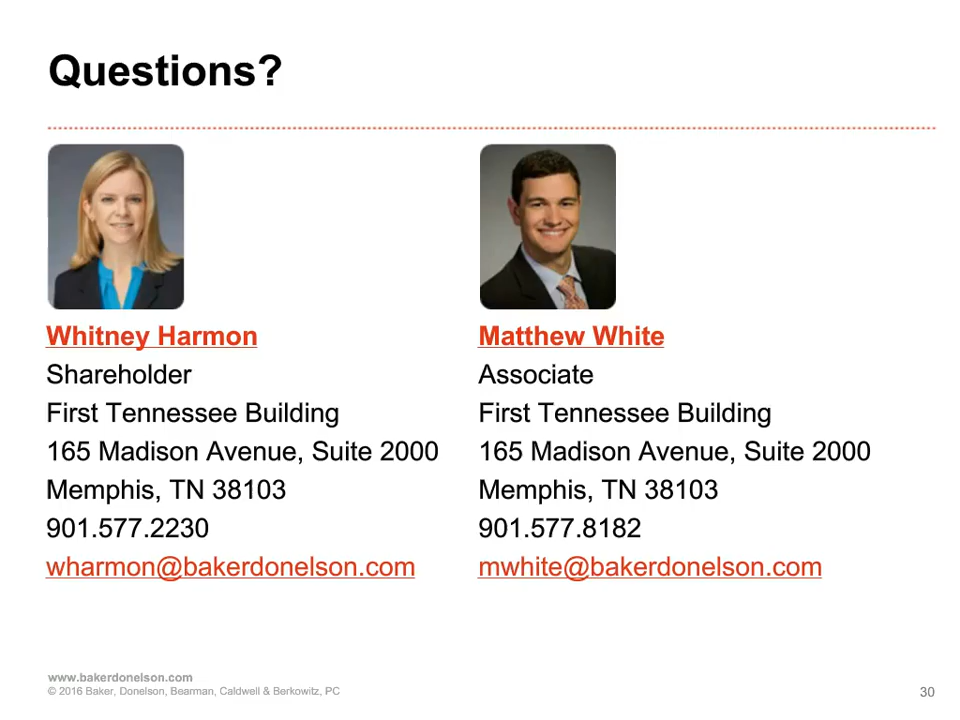 Questions?
Whitney Harmon
Shareholder
First Tennessee Building
165 Madison Avenue, Suite 2000
Memphis, TN 38103
901.577.2230
wharmon@bakerdonelson.com
Matthew White
Associate
First Tennessee Building
165 Madison Avenue, Suite 2000
Memphis, TN 38103
901.577.8182
mwhite@bakerdonelson.com
www.bakerdonelson.com
© 2016 Baker, Donelson, Bearman, Caldwell & Berkowitz, PC
30